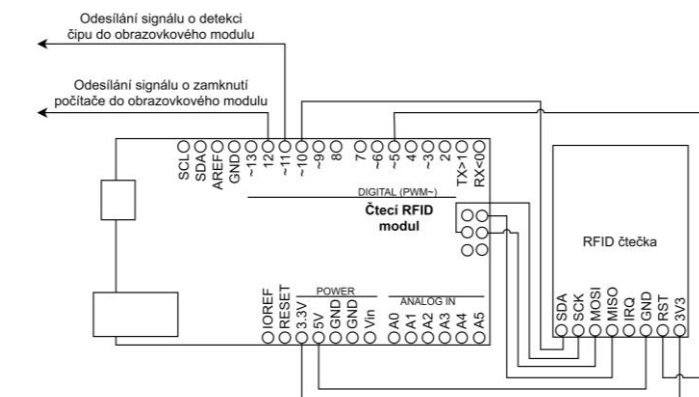 Odesílání signálu o detekci
čipu do obrazovkového modulu
Odesílání signálu o zamknutí
počítače do obrazovkového modulu
SCL
SDA
AREF
GND
~13
12
~11
~10
~9
8
7
~6
~5
4
~3
2
TX>1
RX<0
DIGITAL (PWM~)
Čtecí RFID
modul
RFID čtečka
POWER
ANALOG IN
IOREF
RESET
3.3V
5V
GND
GND
Vin
A0
A1
A2
A3
A4
A5
SDA
SCK
MOSI
MISO
IRQ
GND
RST
3V3